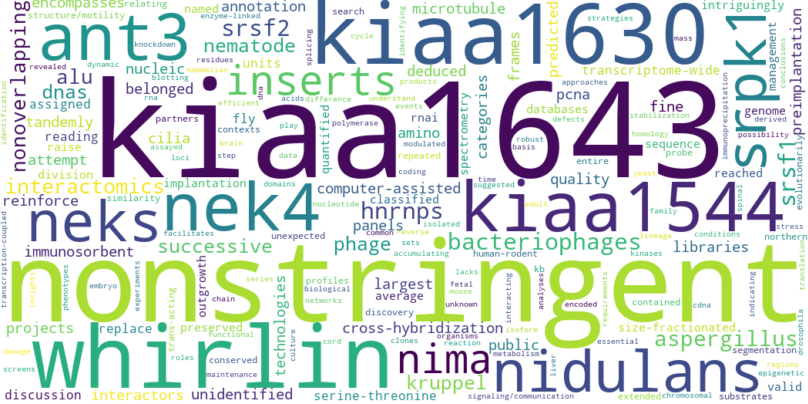 encompasses relating
structure/motility
named annotation
enzyme-linked
search
microtubule
intriguingly
nonoverlapping
ant3
srsf2
kiaa1630
strategies
mass
knockdown
dynamic
residues
splicing
cycle
identifying
frames
predicted
srpk1
management
conclusions
preimplantation
revealed
mammalian
nematode
units
deduced
transcriptome-wide
alu
nucleic
inserts
dnas
blotting
belonged
products
approaches
immunoprecipitation
derived
identification
assigned
rna
efficient
acids
difference
understand
pcna
fine
genome
tandemly
partners
contexts
fly
play
polymerase
events
rnai
modulated
databases
defects
stabilization
homology
reading
cilia
assayed
kiaa1643
quantified
amino
spectrometry
categories
robust
basis
sequence
probe
raise
loci
step
brain
data
repeated
coding
entire
yeast
attempt
division
interactomics
implantation
computer-assisted
time
suggested
quality
reached
srsf1
evolutionarily
reinforce
similarity
domains
classified
hnrnps
adult
family
spinal
stress
neks
nek4
nucleotide
panels
isolated
kiaa1544
lineage
conditions
northern
facilitates
unexpected
common
reverse
immunosorbent
successive
phage
sets
accumulating
bacteriophages
human-rodent
libraries
kinases
transcription-coupled
insights
phenotypes
embryo
experiments
outgrowth
chain
biological
networks
series
profiles
technologies
largest
average
discovery
lacks
fetal
mouse
unknown
interacting
analyses
kb
encoded
requirements
contained
cdna
indicating
translation
nonstringent
projects
replace
trans-acting
preserved
functional
culture
cross-hybridization
isoform
size-fractionated
drosophila
damage
screens
whirlin
roles
conserved
maintenance
cord
clones
reaction
organisms
metabolism
public
essential
aspergillus
segmentation
epigenetic
regions
nima
liver
nidulans
kruppel
valid
discussion
interactors
unidentified
serine-threonine
signaling/communication
extended
chromosomal
substrates